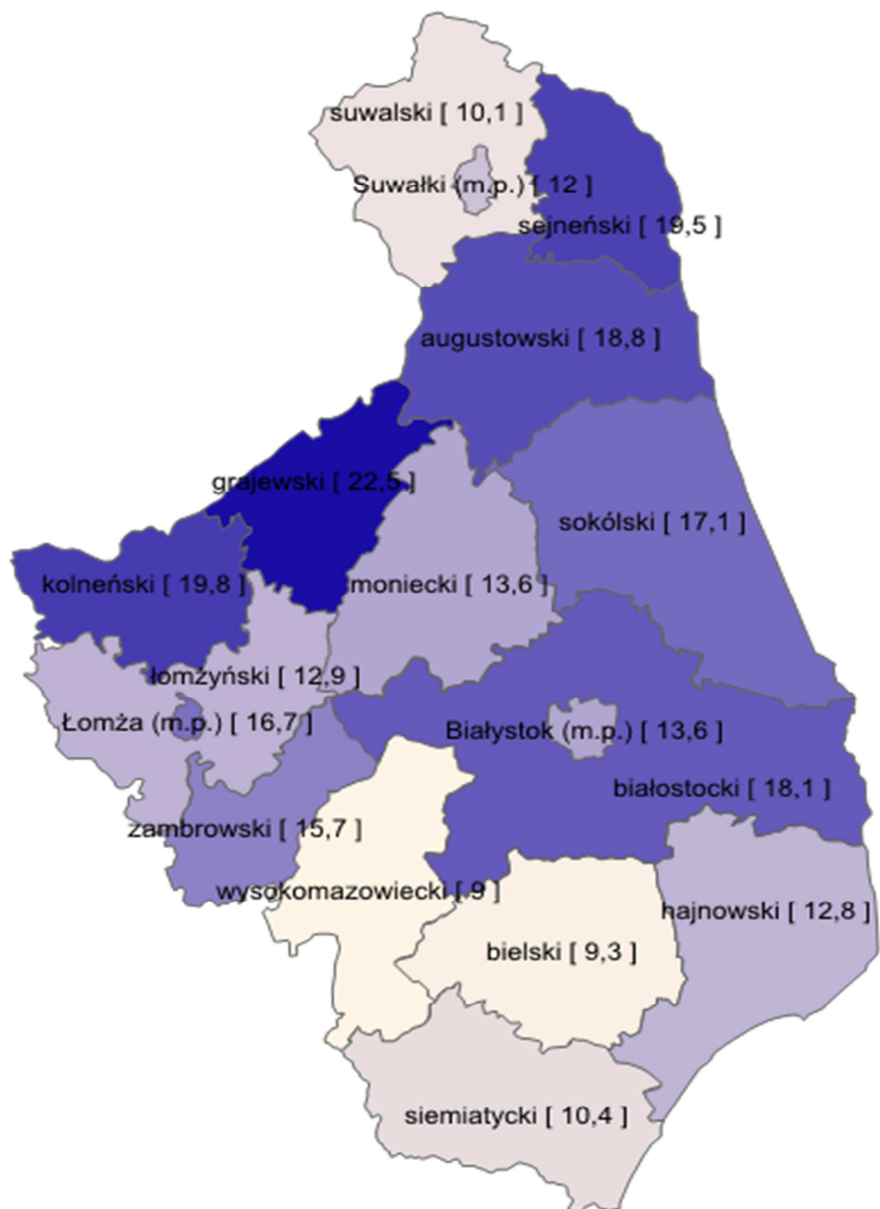 suwalski [ 10,1 ]
Suwałki (m.p.) [ 12 ]
sejneński [ 19,5 ]
augustowski [ 18,8 ]
grajewski [ 22,5 ]
sokólski [ 17,1 ]
kolneński [ 19,8 ]
moniecki [ 13,6 ]
łomżyński [ 12,9 ]
Łomża (m.p.) [ 16,7 ]
Białystok (m.p.) [ 13,6 ]
białostocki [ 18,1 ]
zambrowski [ 15,7 ]
wysokomazowiecki [ 9 ]
hajnowski [ 12,8 ]
bielski [ 9,3 ]
siemiatycki [ 10,4 ]